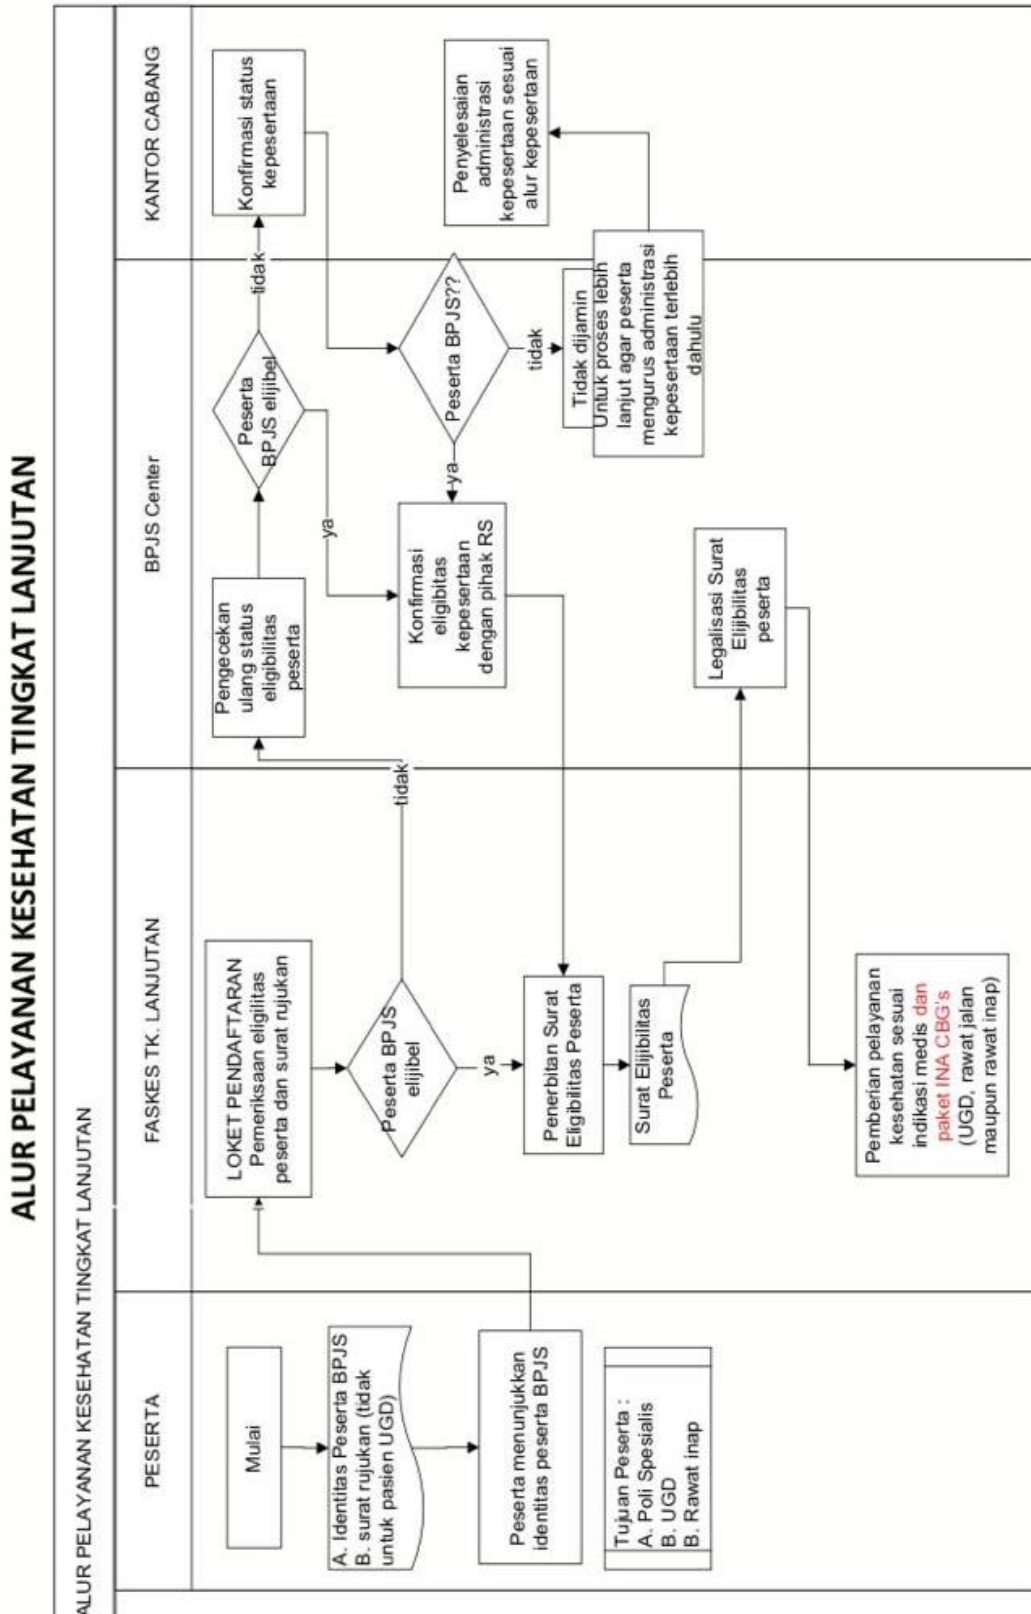 ALUR PELAYANAN KESEHATAN TINGKAT LANJUTAN
ALUR PELAYANAN KESEHATAN TINGKAT LANJUTAN
PESERTA
FASKES TK. LANJUTAN
BPJS Center
KANTOR CABANG
Mulai
A. Identitas Peserta BPJS
B. surat rujukan (tidak
untuk pasien UGD)
Peserta menunjukkan
identitas peserta BPJS
Tujuan Peserta :
A. Poli Spesialis
B. UGD
B. Rawat inap
LOKET PENDAFTARAN
Pemeriksaan eligilitas
peserta dan surat rujukan
Peserta BPJS
elijibel
tidak
ya
Penerbitan Surat
Eligibilitas Peserta
Surat Elijibilitas
Peserta
Pemberian pelayanan
kesehatan sesuai
indikasi medis dan
paket INA CBG's
(UGD, rawat jalan
maupun rawat inap)
Pengecekan
ulang status
eligibilitas
peserta
Peserta
BPJS elijibel
tidak
ya
Konfirmasi
eligibitas
kepesertaan
dengan pihak RS
Peserta BPJS??
ya
tidak
Tidak dijamin
Untuk proses lebih
lanjut agar peserta
mengurus administrasi
kepesertaan terlebih
dahulu
Legalisasi Surat
Elijibilitas
peserta
Konfirmasi status
kepesertaan
Penyelesaian
administrasi
kepesertaan sesuai
alur kepesertaan